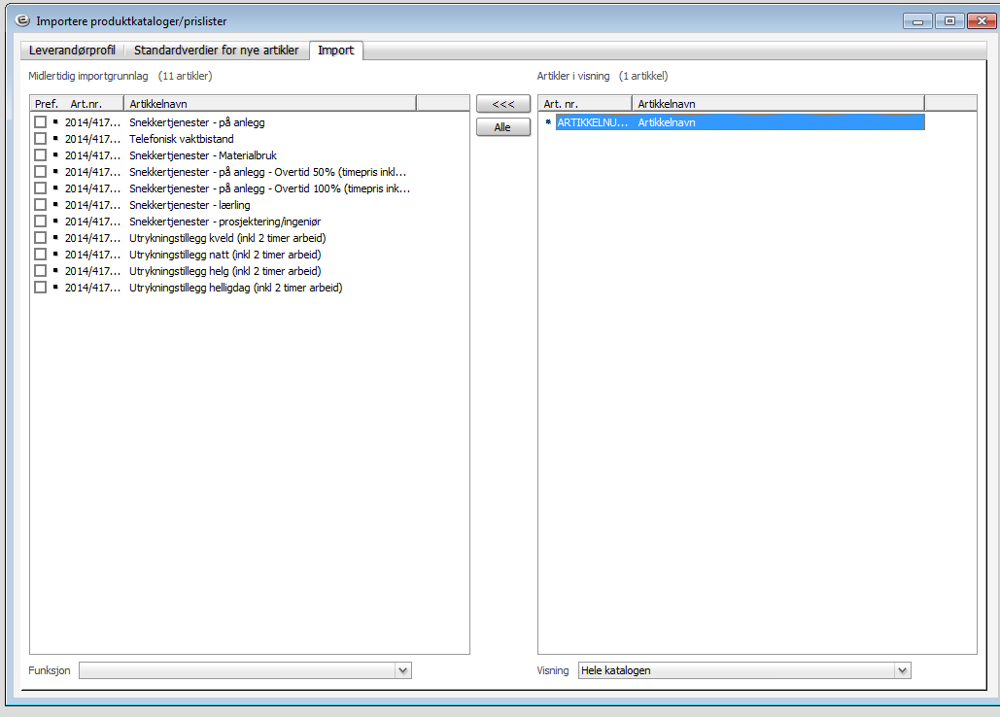 Importere produktkataloger/prislister
Leverandørprofil Standardverdier for nye artikler Import
Midlertidig importgrunnlag (11 artikler)
Pref. Art.nr. Artikkelnavn
2014/417... Snekkertjenester - på anlegg
2014/417... Telefonisk vaktbistand
2014/417... Snekkertjenester - Materialbruk
2014/417... Snekkertjenester - på anlegg - Overtid 50% (timepris inkl...
2014/417... Snekkertjenester - på anlegg - Overtid 100% (timepris ink...
2014/417... Snekkertjenester - lærling
2014/417... Snekkertjenester - prosjektering/ingeniør
2014/417... Utrykningstillegg kveld (inkl 2 timer arbeid)
2014/417... Utrykningstillegg natt (inkl 2 timer arbeid)
2014/417... Utrykningstillegg helg (inkl 2 timer arbeid)
2014/417... Utrykningstillegg helligdag (inkl 2 timer arbeid)
Funksjon
<<<
Alle
Artikler i visning (1 artikkel)
Art. nr. Artikkelnavn
* ARTIKKELNU... Artikkelnavn
Visning Hele katalogen